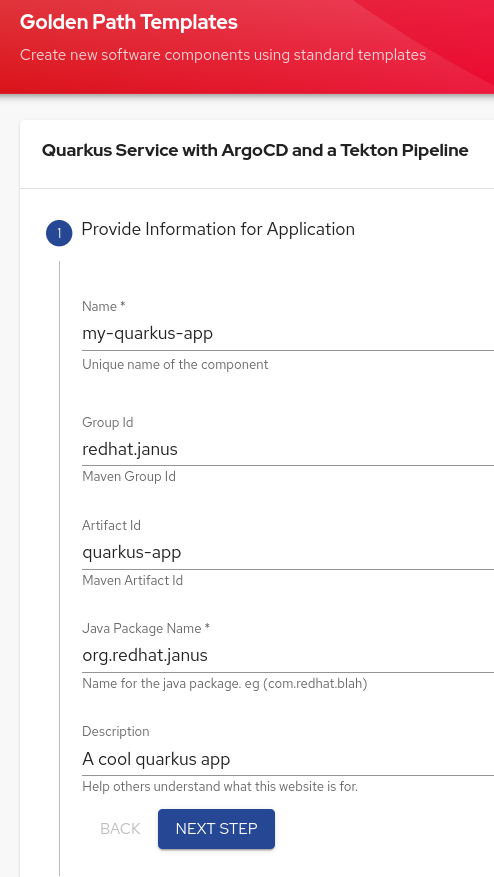 Golden Path Templates
Create new software components using standard templates
Quarkus Service with ArgoCD and a Tekton Pipeline
1 Provide Information for Application
Name *
my-quarkus-app
Unique name of the component
Group Id
redhat.janus
Maven Group Id
Artifact Id
quarkus-app
Maven Artifact Id
Java Package Name *
org.redhat.janus
Name for the java package. eg (com.redhat.blah)
Description
A cool quarkus app
Help others understand what this website is for.
BACK NEXT STEP